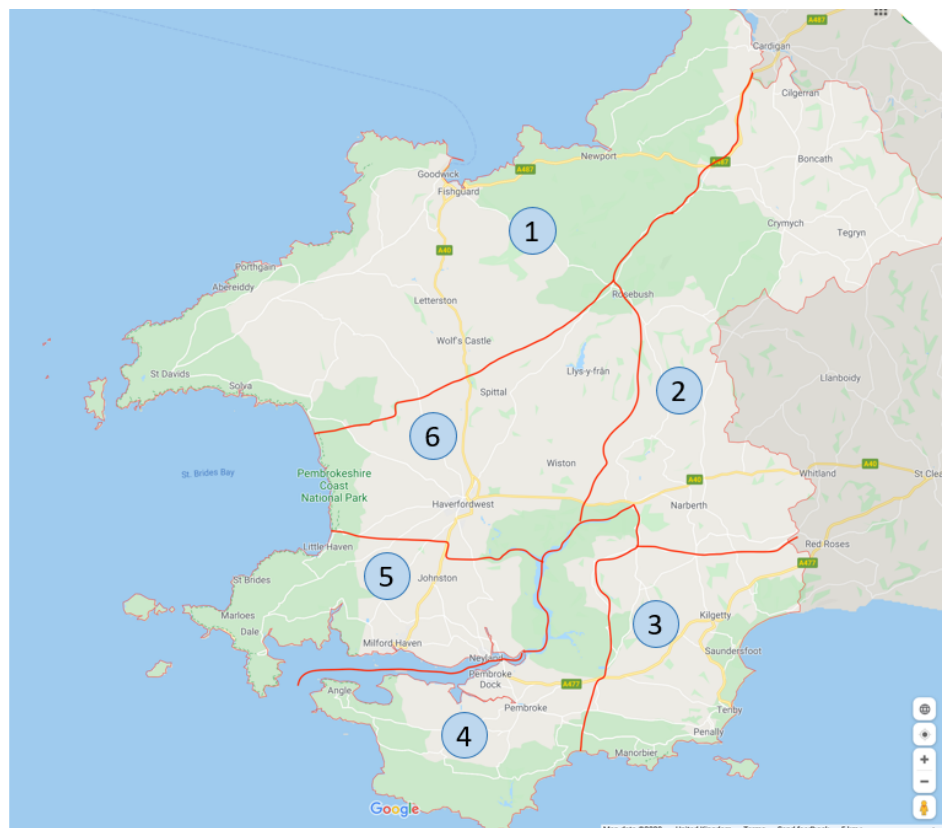 A487
Cardigan
Cilgerran
Newport
Boncath
A487
A487
Goodwick
Fishguard
1
Crymych
Tegryn
A40
Porthgain
Abereiddy
Letterston
Rosebush
Wolf's Castle
Llys-y-frân
St Davids
Solva
Spittal
2
Llanboidy
6
St. Brides Bay
Pembrokeshire
Coast
National Park
Wiston
A40
A40
Whitland
St Clea
Haverfordwest
Narberth
Little Haven
Red Roses
St Brides
5
Johnston
A477
Marloes
Dale
Kilgetty
3
Milford Haven
Saundersfoot
Neyland
Pembroke
Dock
A477
Angle
Pembroke
Tenby
4
Penally
Manorbier
Google